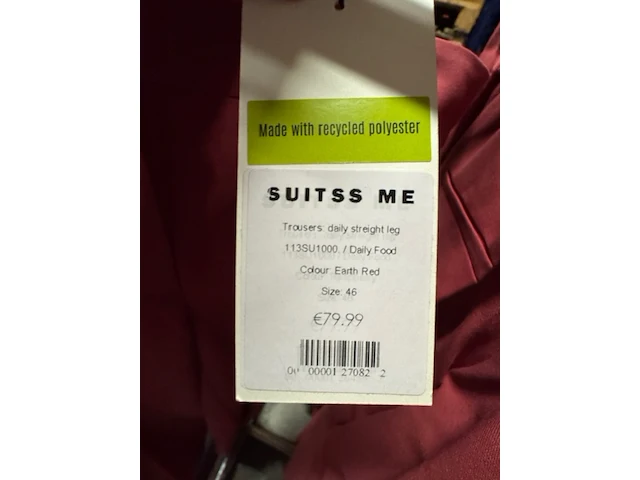 Made with recycled polyester
SUITSS ME
Trousers: daily streight leg
113SU1000. / Daily Food
Colour: Earth Red
Size: 46
€79.99
00 00001 27082 2